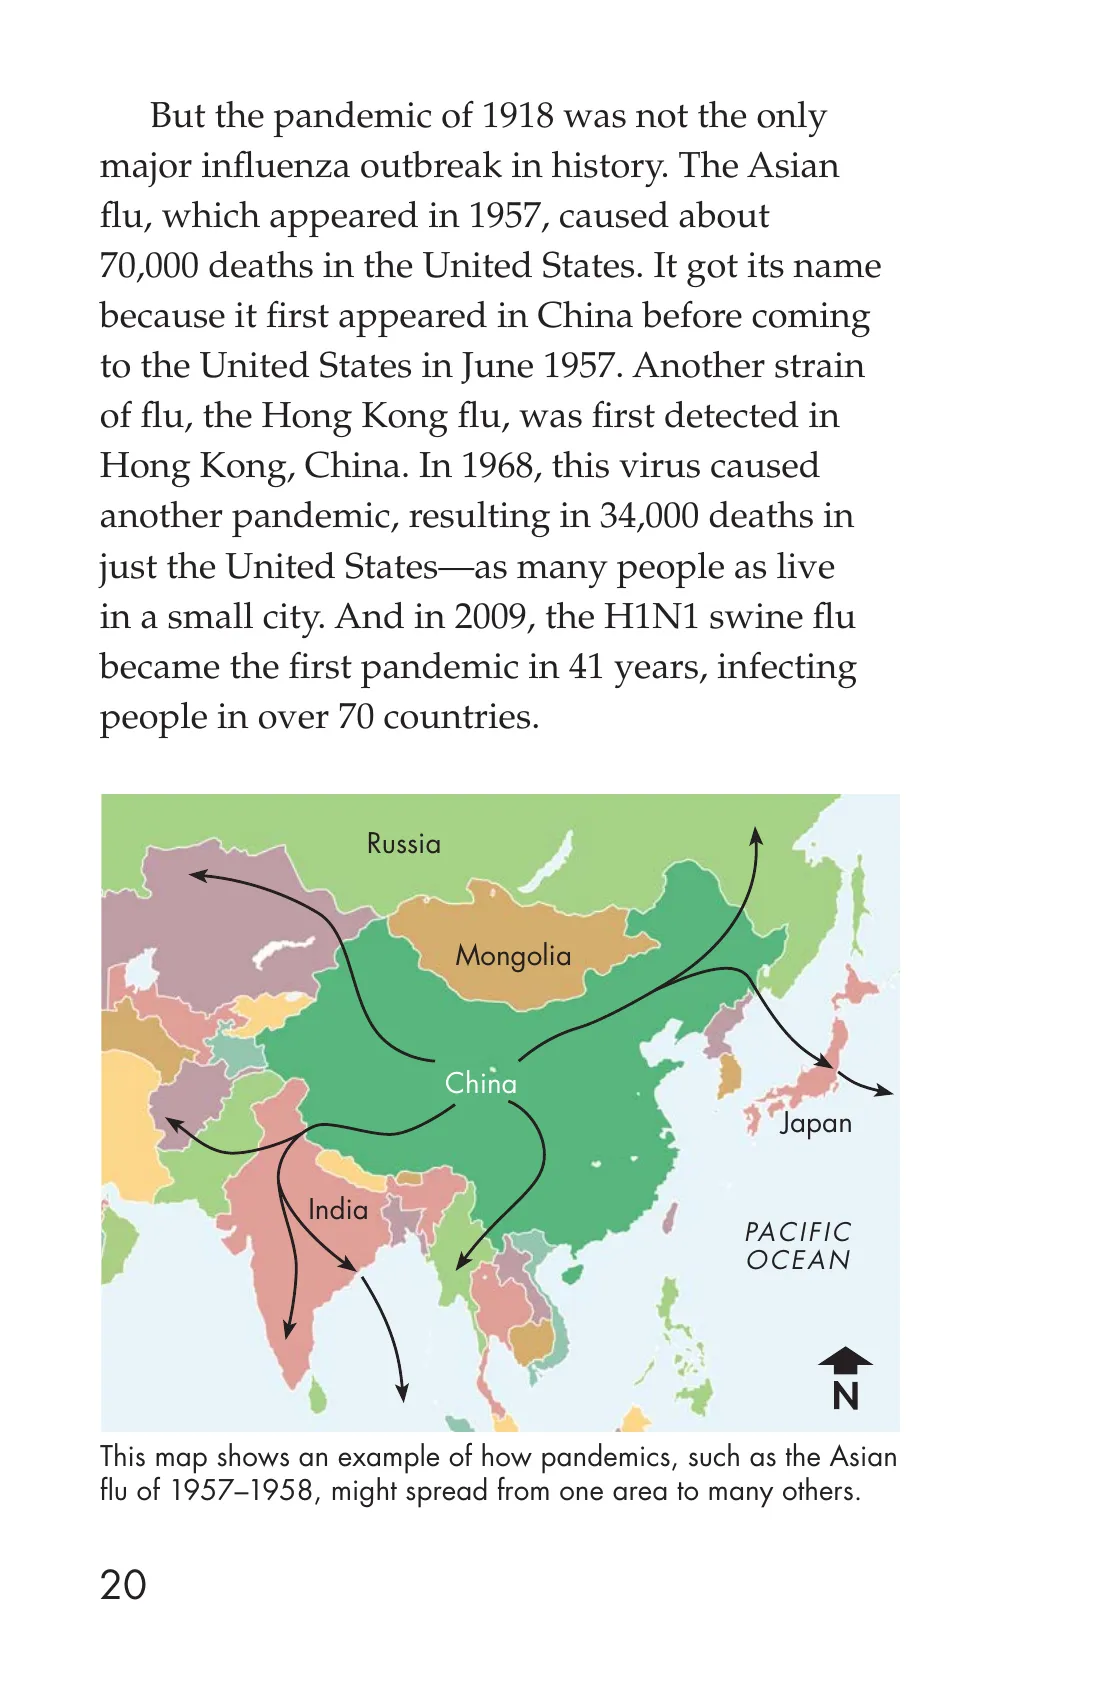 But the pandemic of 1918 was not the only
major influenza outbreak in history. The Asian
flu, which appeared in 1957, caused about
70,000 deaths in the United States. It got its name
because it first appeared in China before coming
to the United States in June 1957. Another strain
of flu, the Hong Kong flu, was first detected in
Hong Kong, China. In 1968, this virus caused
another pandemic, resulting in 34,000 deaths in
just the United States—as many people as live
in a small city. And in 2009, the H1N1 swine flu
became the first pandemic in 41 years, infecting
people in over 70 countries.
Russia
Mongolia
China
Japan
India
PACIFIC
OCEAN
N
This map shows an example of how pandemics, such as the Asian
flu of 1957–1958, might spread from one area to many others.
20